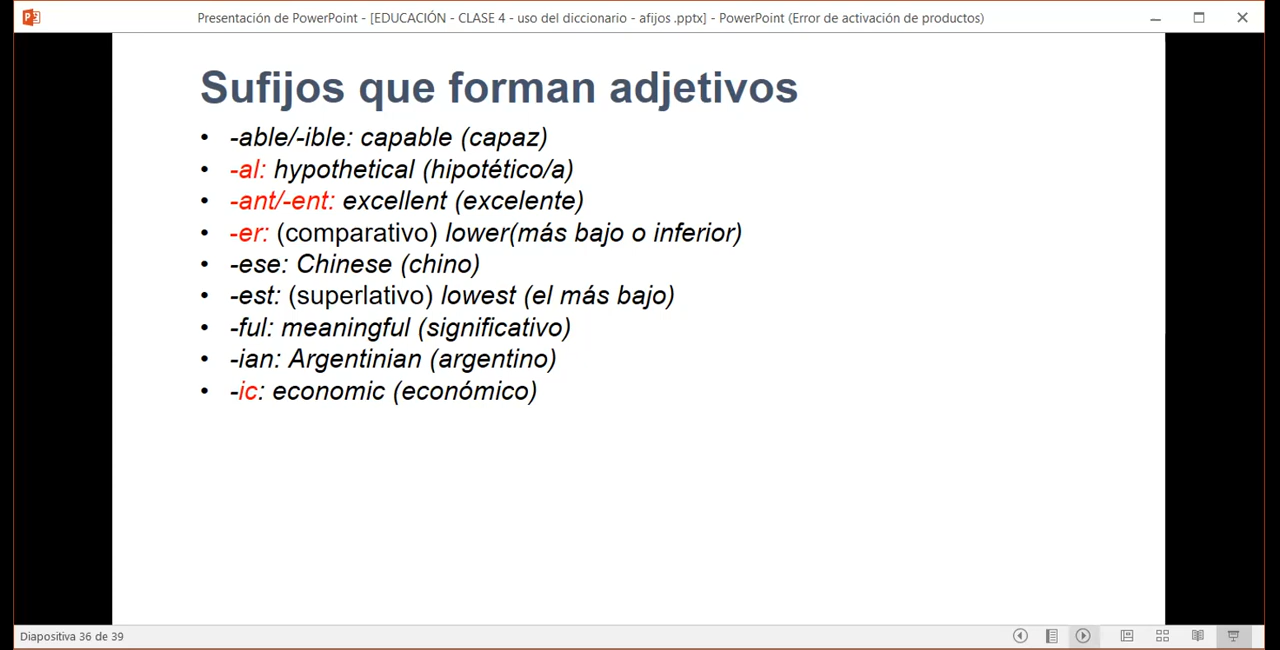 Presentación de PowerPoint - [EDUCACIÓN - CLASE 4 - uso del diccionario - afijos .pptx] - PowerPoint (Error de activación de productos)
Sufijos que forman adjetivos
• -able/-ible: capable (capaz)
• -al: hypothetical (hipotético/a)
• -ant/-ent: excellent (excelente)
• -er: (comparativo) lower(más bajo o inferior)
• -ese: Chinese (chino)
• -est: (superlativo) lowest (el más bajo)
• -ful: meaningful (significativo)
• -ian: Argentinian (argentino)
• -ic: economic (económico)
Diapositiva 36 de 39